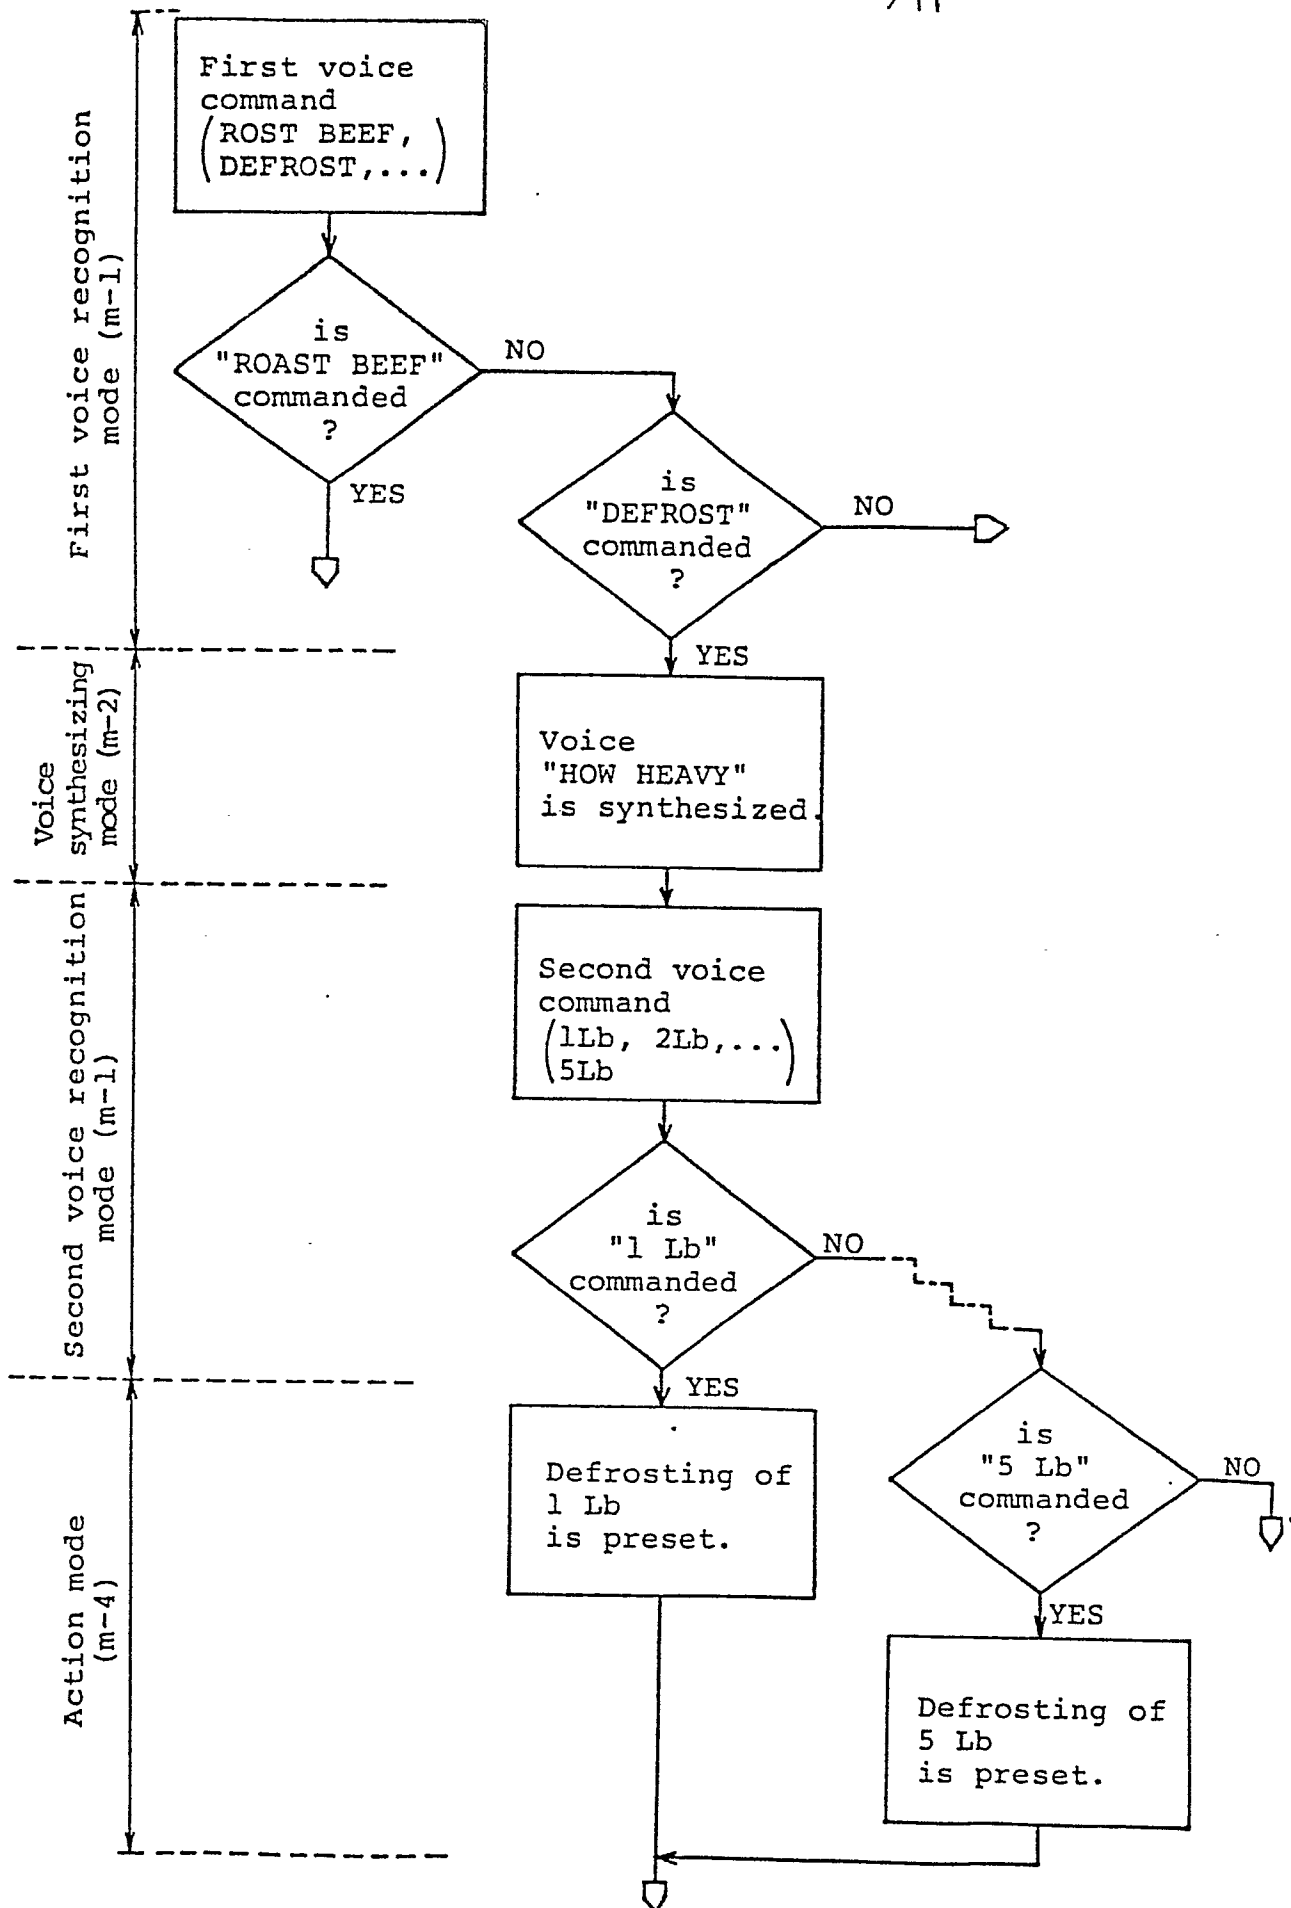 First voice
command
(ROST BEEF,
DEFROST,...)
is
"ROAST BEEF"
commanded
?
NO
YES
is
"DEFROST"
commanded
?
NO
YES
First voice recognition
mode (m-1)
Voice
"HOW HEAVY"
is synthesized.
Voice
synthesizing
mode (m-2)
Second voice
command
(1Lb, 2Lb,...
5Lb)
is
"1 Lb"
commanded
?
NO
YES
Second voice recognition
mode (m-1)
Defrosting of
1 Lb
is preset.
is
"5 Lb"
commanded
?
NO
YES
Defrosting of
5 Lb
is preset.
Action mode
(m-4)